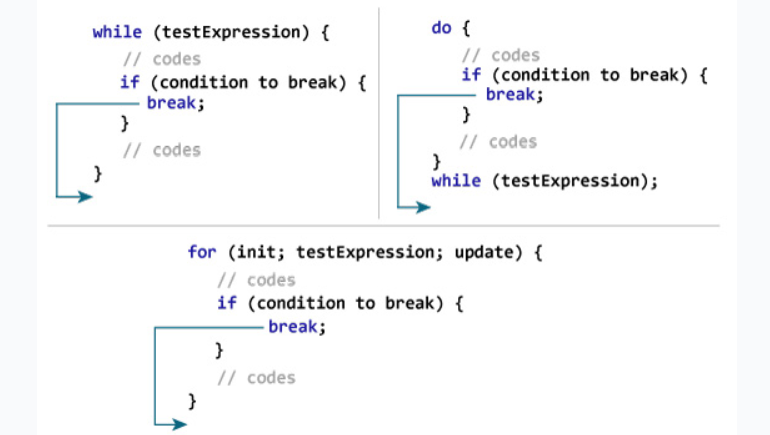 while (testExpression) {
// codes
if (condition to break) {
break;
}
// codes
}
do {
// codes
if (condition to break) {
break;
}
// codes
}
while (testExpression);
for (init; testExpression; update) {
// codes
if (condition to break) {
break;
}
// codes
}